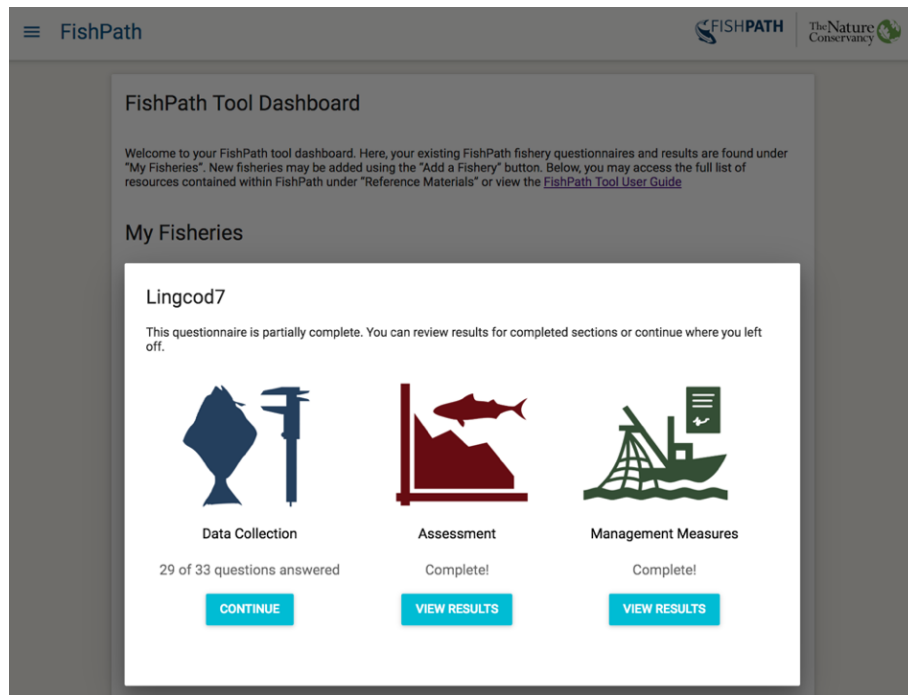 FishPath
FISHPATH
The Nature
Conservancy
FishPath Tool Dashboard
Welcome to your FishPath tool dashboard. Here, your existing FishPath fishery questionnaires and results are found under
"My Fisheries". New fisheries may be added using the "Add a Fishery" button. Below, you may access the full list of
resources contained within FishPath under "Reference Materials" or view the FishPath Tool User Guide
My Fisheries
Lingcod7
This questionnaire is partially complete. You can review results for completed sections or continue where you left
off.
Data Collection
Assessment
Management Measures
29 of 33 questions answered
Complete!
Complete!
CONTINUE
VIEW RESULTS
VIEW RESULTS